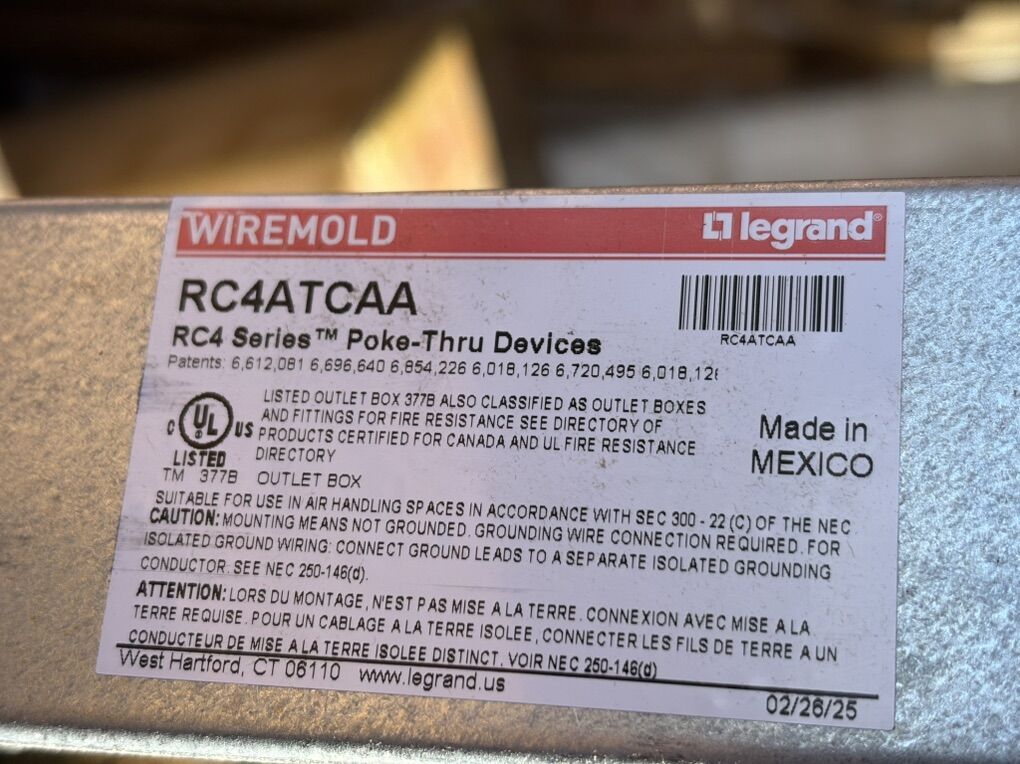 WIREMOLD
legrand®
RC4ATCAA
RC4ATCAA
RC4 Series™ Poke-Thru Devices
Patents: 6,612,081 6,696,640 6,854,226 6,018,126 6,720,495 6,018,126
LISTED OUTLET BOX 377B ALSO CLASSIFIED AS OUTLET BOXES
AND FITTINGS FOR FIRE RESISTANCE SEE DIRECTORY OF
PRODUCTS CERTIFIED FOR CANADA AND UL FIRE RESISTANCE
DIRECTORY
C UL US
LISTED
TM 377B OUTLET BOX
Made in
MEXICO
SUITABLE FOR USE IN AIR HANDLING SPACES IN ACCORDANCE WITH SEC 300 - 22 (C) OF THE NEC.
CAUTION: MOUNTING MEANS NOT GROUNDED. GROUNDING WIRE CONNECTION REQUIRED. FOR
ISOLATED GROUND WIRING: CONNECT GROUND LEADS TO A SEPARATE ISOLATED GROUNDING
CONDUCTOR. SEE NEC 250-146(d).
ATTENTION: LORS DU MONTAGE, N'EST PAS MISE A LA TERRE. CONNEXION AVEC MISE A LA
TERRE REQUISE. POUR UN CABLAGE A LA TERRE ISOLEE, CONNECTER LES FILS DE TERRE A UN
CONDUCTEUR DE MISE A LA TERRE ISOLEE DISTINCT. VOIR NEC 250-146(d)
West Hartford, CT 06110 www.legrand.us
02/26/25